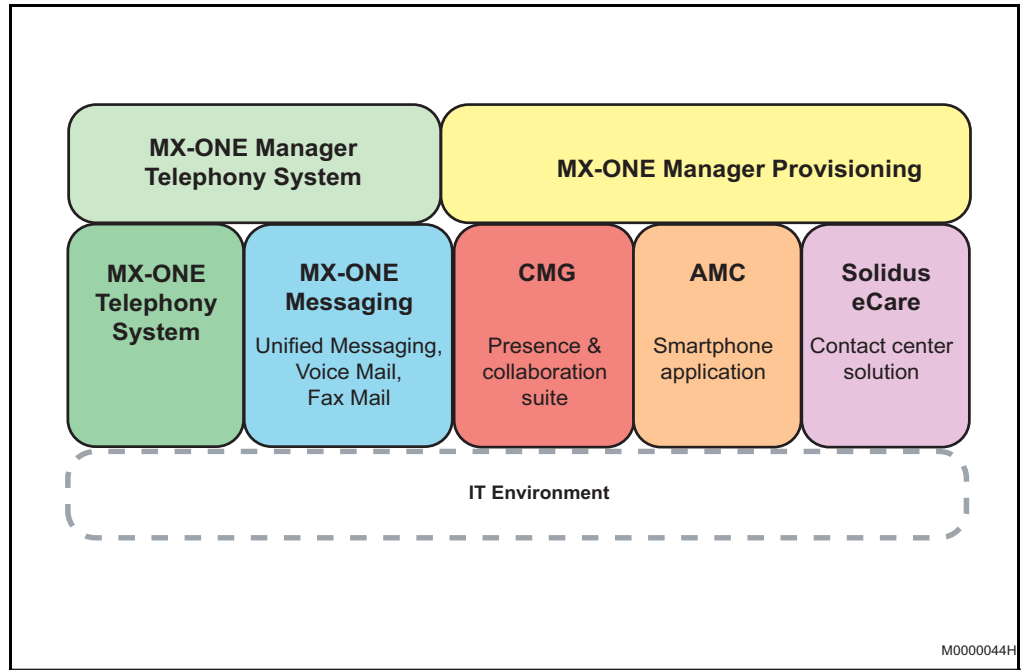 MX-ONE Manager
Telephony System
MX-ONE Manager Provisioning
MX-ONE
Telephony
System
MX-ONE
Messaging
Unified Messaging,
Voice Mail,
Fax Mail
CMG
Presence &
collaboration
suite
AMC
Smartphone
application
Solidus
eCare
Contact center
solution
IT Environment
M0000044H